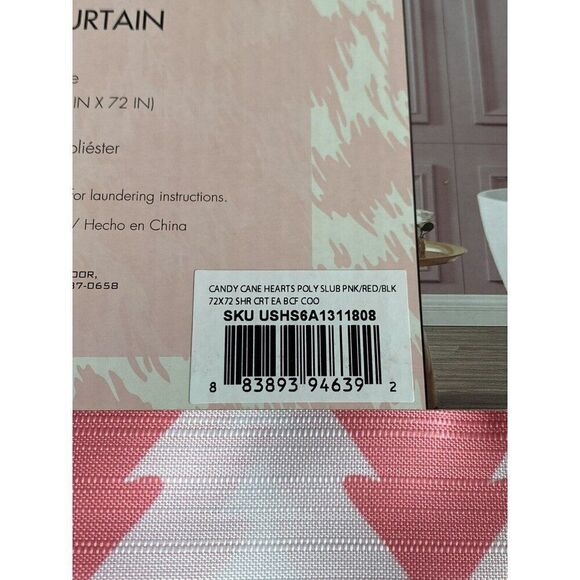 URTAIN
e
IN X 72 IN)
oliéster
for laundering instructions.
/ Hecho en China
OOR,
37-0658
CANDY CANE HEARTS POLY SLUB PNK/RED/BLK
72X72 SHR CRT EA BCF COO
SKU USHS6A1311808
8 83893 94639 2